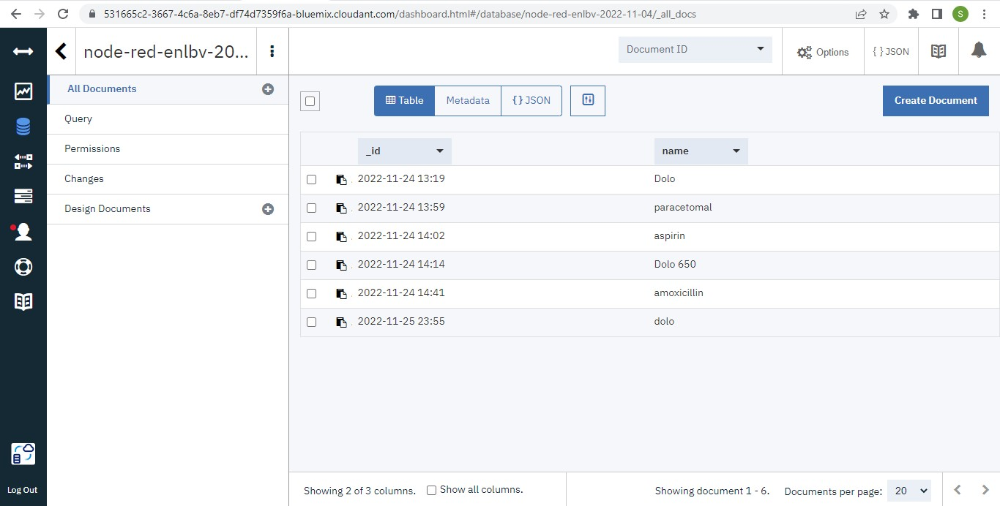 531665c2-3667-4c6a-8eb7-df74d7359f6a-bluemix.cloudant.com/dashboard.html#/database/node-red-enlbv-2022-11-04/_all_docs
S
node-red-enlbv-20...
Document ID
Options
{ } JSON
All Documents
Query
Permissions
Changes
Design Documents
Table
Metadata
{ } JSON
Create Document
_id name
2022-11-24 13:19 Dolo
2022-11-24 13:59 paracetomal
2022-11-24 14:02 aspirin
2022-11-24 14:14 Dolo 650
2022-11-24 14:41 amoxicillin
2022-11-25 23:55 dolo
Log Out
Showing 2 of 3 columns. Show all columns. Showing document 1 - 6. Documents per page: 20